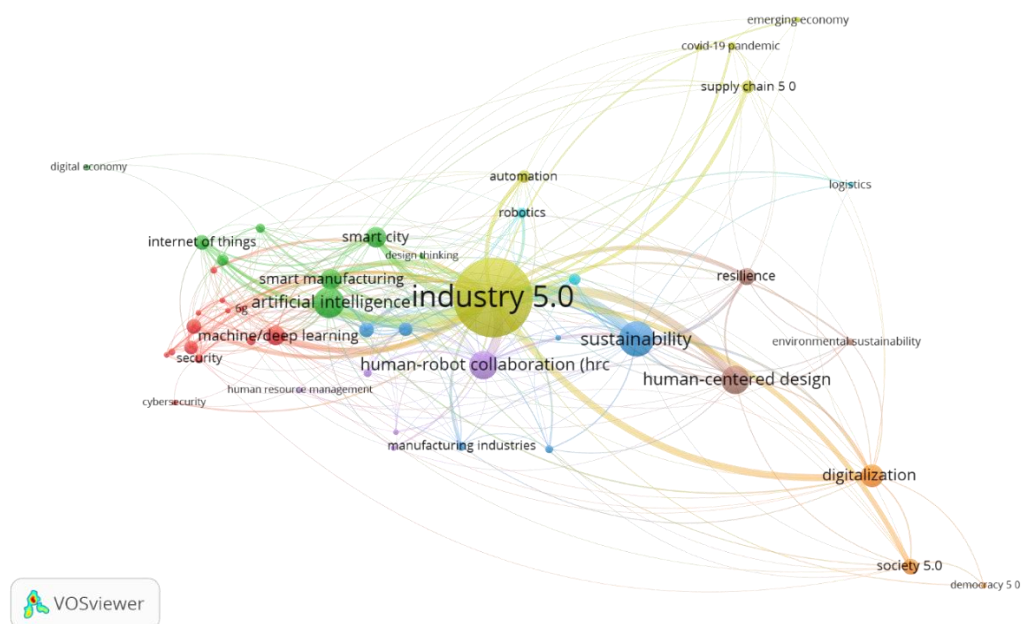 emerging economy
covid-19 pandemic
supply chain 5 0
digital economy
automation
logistics
robotics
smart city
internet of things
design thinking
resilience
smart manufacturing
industry 5.0
artificial intelligence
6g
machine/deep learning
sustainability
environmental sustainability
security
human-robot collaboration (hrc
human-centered design
human resource management
cybersecurity
manufacturing industries
digitalization
society 5.0
democracy 5 0
VOSviewer